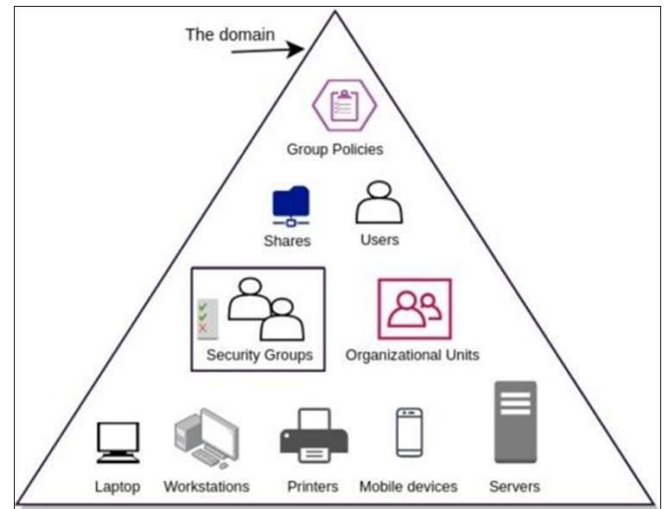 The domain
Group Policies
Shares
Users
Security Groups
Organizational Units
Laptop
Workstations
Printers
Mobile devices
Servers